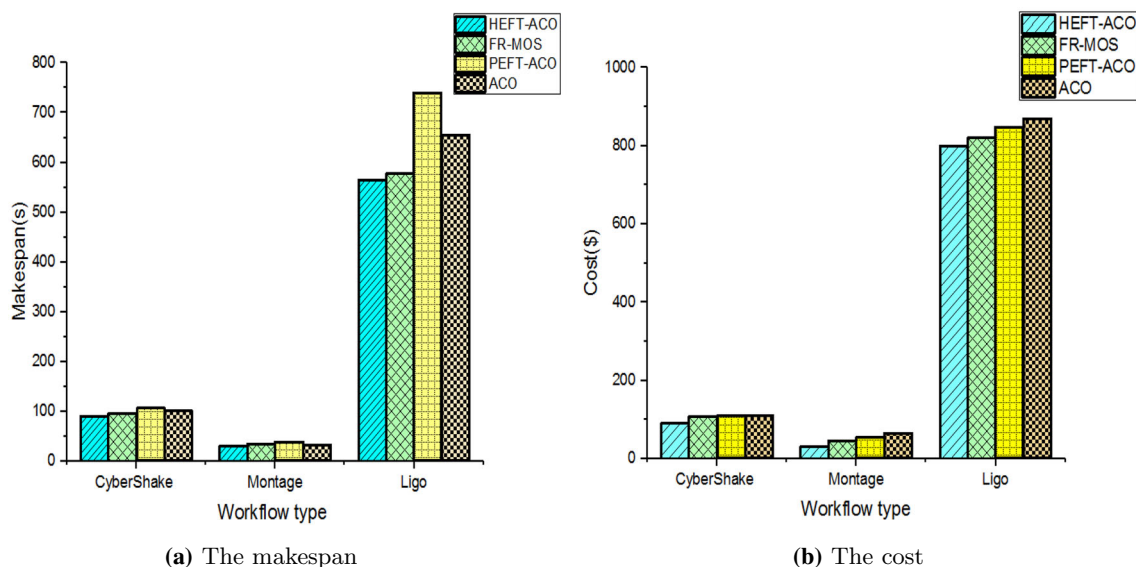 HEFT-ACO
FR-MOS
PEFT-ACO
ACO
800
700
600
500
400
300
200
100
0
Makespan(s)
CyberShake
Montage
Ligo
Workflow type
(a) The makespan
HEFT-ACO
FR-MOS
PEFT-ACO
ACO
1000
800
600
400
200
0
Cost($)
CyberShake
Montage
Ligo
Workflow type
(b) The cost